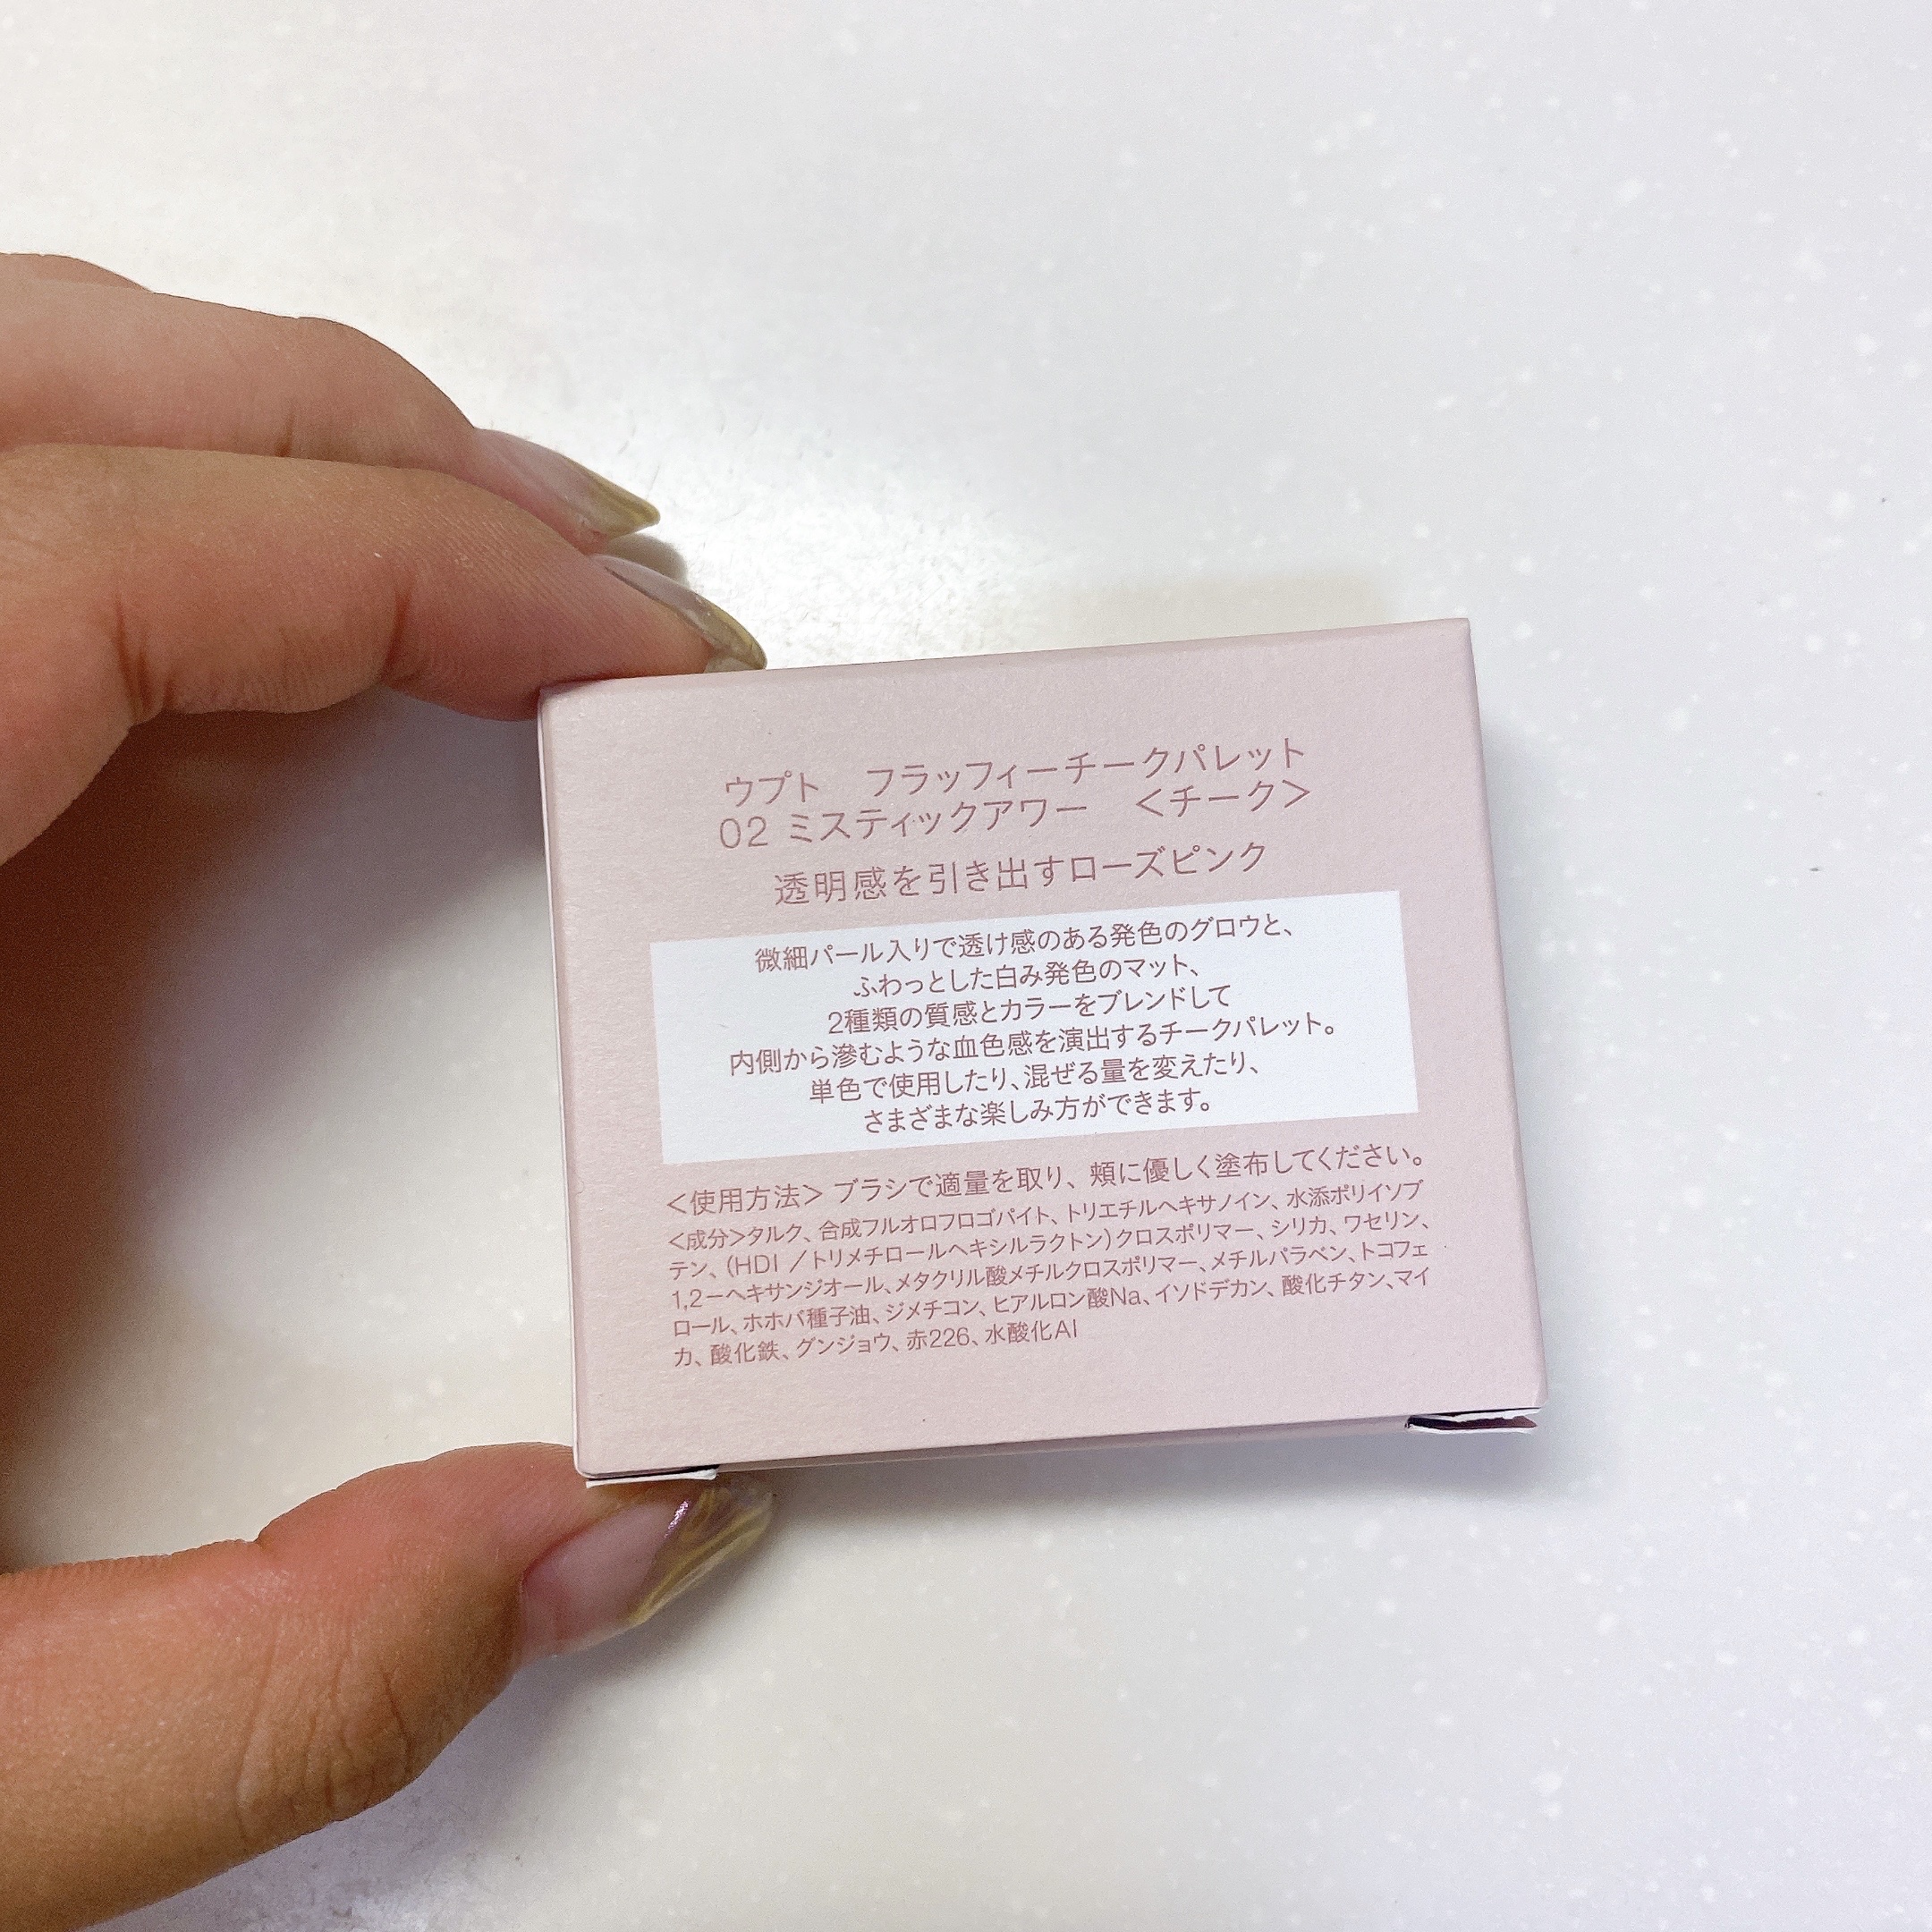 ウプト　フラッフィーチークパレット
02 ミスティックアワー　＜チーク＞
透明感を引き出すローズピンク
微細パール入りで透け感のある発色のグロウと、
ふわっとした白み発色のマット、
2種類の質感とカラーをブレンドして
内側から滲むような血色感を演出するチークパレット。
単色で使用したり、混ぜる量を変えたり、
さまざまな楽しみ方ができます。
＜使用方法＞ ブラシで適量を取り、頬に優しく塗布してください。
＜成分＞タルク、合成フルオロフロゴパイト、トリエチルヘキサノイン、水添ポリイソブ
テン、(HDI／トリメチロールヘキシルラクトン)クロスポリマー、シリカ、ワセリン、
1,2－ヘキサンジオール、メタクリル酸メチルクロスポリマー、メチルパラベン、トコフェ
ロール、ホホバ種子油、ジメチコン、ヒアルロン酸Na、イソドデカン、酸化チタン、マイ
カ、酸化鉄、グンジョウ、赤226、水酸化Al